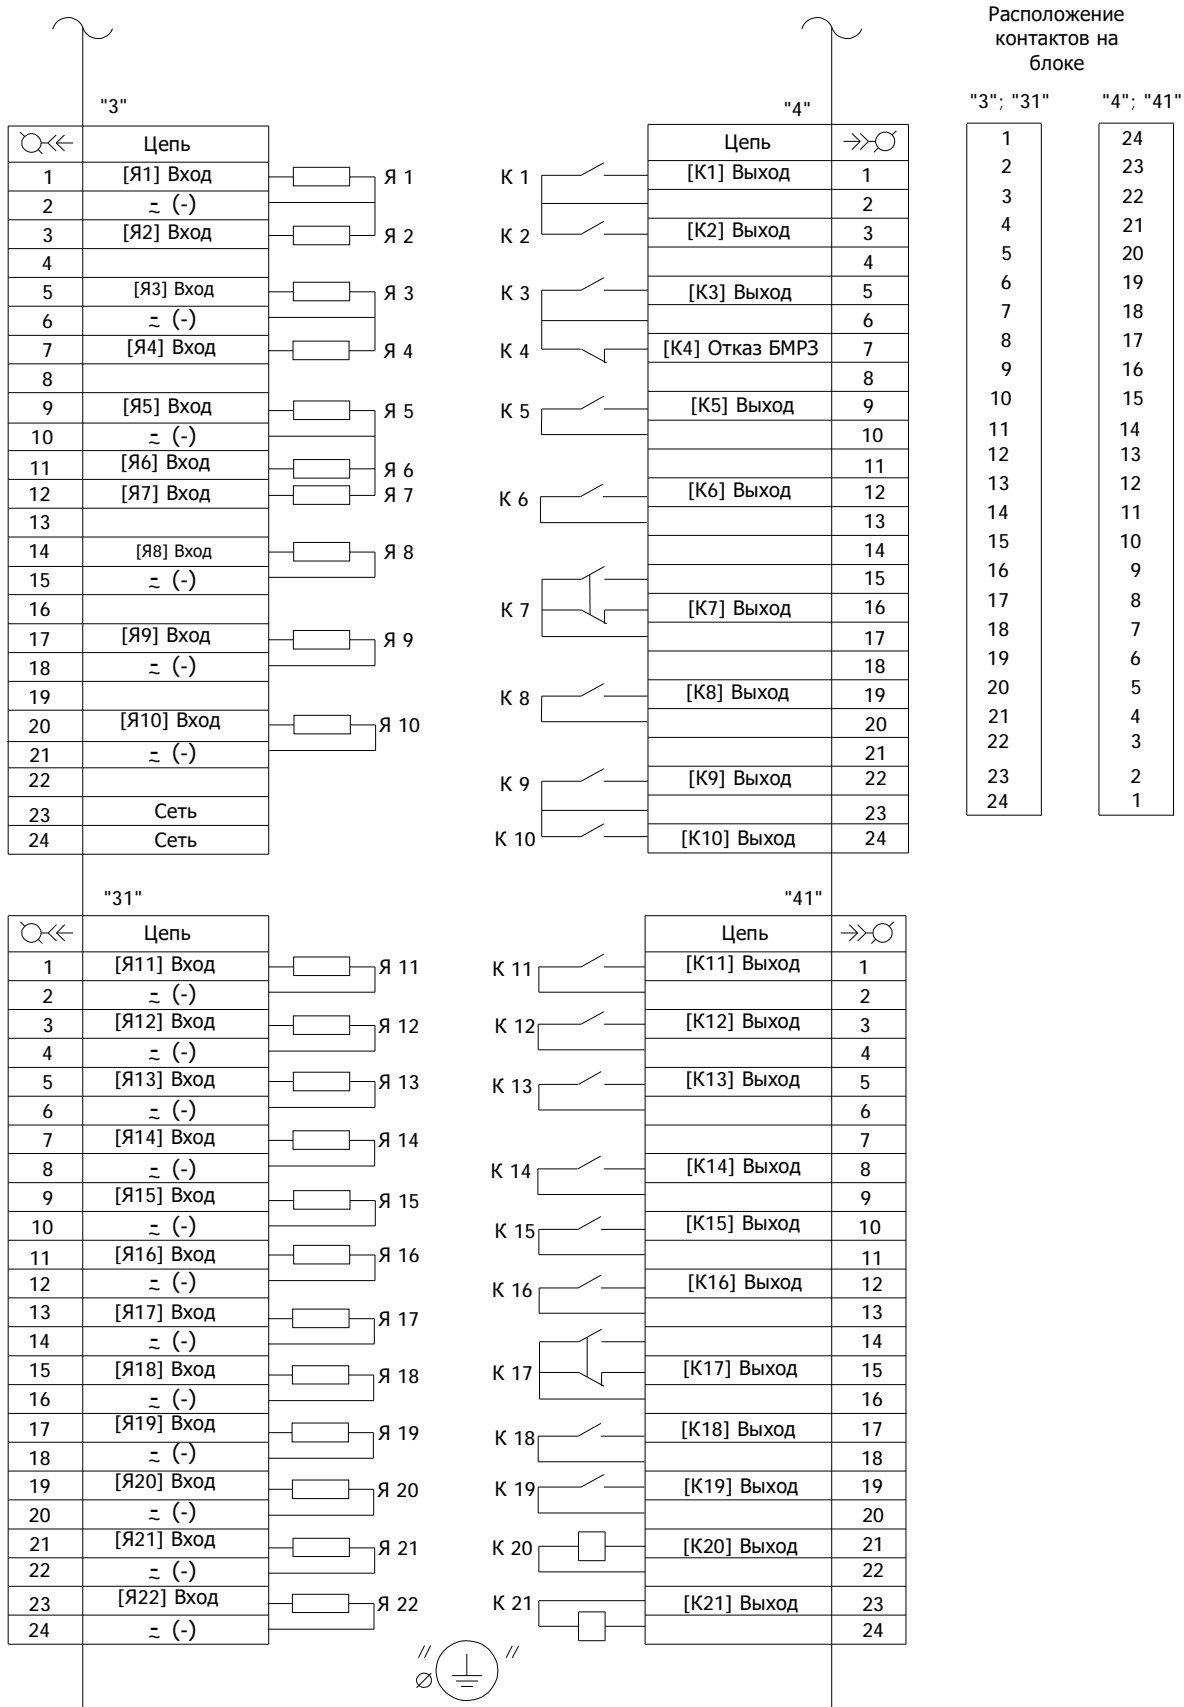 Расположение
контактов на
блоке
"3"; "31" "4"; "41"
1 24
2 23
3 22
4 21
5 20
6 19
7 18
8 17
9 16
10 15
11 14
12 13
13 12
14 11
15 10
16 9
17 8
18 7
19 6
20 5
21 4
22 3
23 2
24 1
"3"
Цепь
1 [Я1] Вход Я 1
2 ~ (-)
3 [Я2] Вход Я 2
4
5 [Я3] Вход Я 3
6 ~ (-)
7 [Я4] Вход Я 4
8
9 [Я5] Вход Я 5
10 ~ (-)
11 [Я6] Вход Я 6
12 [Я7] Вход Я 7
13
14 [Я8] Вход Я 8
15 ~ (-)
16
17 [Я9] Вход Я 9
18 ~ (-)
19
20 [Я10] Вход Я 10
21 ~ (-)
22
23 Сеть
24 Сеть
"4"
Цепь
К 1 [К1] Выход 1
2
К 2 [К2] Выход 3
4
К 3 [К3] Выход 5
6
К 4 [К4] Отказ БМРЗ 7
8
К 5 [К5] Выход 9
10
11
К 6 [К6] Выход 12
13
14
15
К 7 [К7] Выход 16
17
18
К 8 [К8] Выход 19
20
21
К 9 [К9] Выход 22
23
К 10 [К10] Выход 24
"31"
Цепь
1 [Я11] Вход Я 11
2 ~ (-)
3 [Я12] Вход Я 12
4 ~ (-)
5 [Я13] Вход Я 13
6 ~ (-)
7 [Я14] Вход Я 14
8 ~ (-)
9 [Я15] Вход Я 15
10 ~ (-)
11 [Я16] Вход Я 16
12 ~ (-)
13 [Я17] Вход Я 17
14 ~ (-)
15 [Я18] Вход Я 18
16 ~ (-)
17 [Я19] Вход Я 19
18 ~ (-)
19 [Я20] Вход Я 20
20 ~ (-)
21 [Я21] Вход Я 21
22 ~ (-)
23 [Я22] Вход Я 22
24 ~ (-)
"41"
Цепь
К 11 [К11] Выход 1
2
К 12 [К12] Выход 3
4
К 13 [К13] Выход 5
6
7
К 14 [К14] Выход 8
9
К 15 [К15] Выход 10
11
К 16 [К16] Выход 12
13
14
К 17 [К17] Выход 15
16
К 18 [К18] Выход 17
18
К 19 [К19] Выход 19
20
К 20 [К20] Выход 21
22
К 21 [К21] Выход 23
24